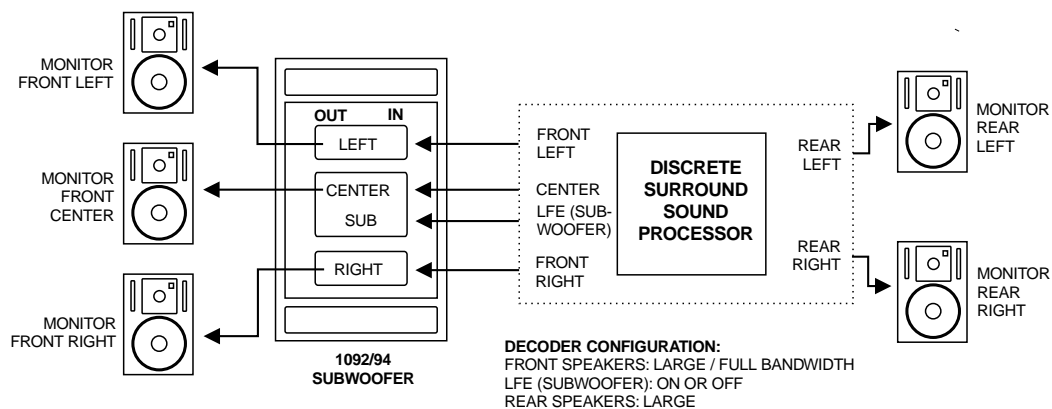 MONITOR
FRONT LEFT
MONITOR
FRONT
CENTER
MONITOR
FRONT RIGHT
OUT IN
LEFT
CENTER
SUB
RIGHT
1092/94
SUBWOOFER
FRONT
LEFT
CENTER
LFE (SUB-
WOOFER)
FRONT
RIGHT
DISCRETE
SURROUND
SOUND
PROCESSOR
REAR
LEFT
REAR
RIGHT
MONITOR
REAR
LEFT
MONITOR
REAR
RIGHT
DECODER CONFIGURATION:
FRONT SPEAKERS: LARGE / FULL BANDWIDTH
LFE (SUBWOOFER): ON OR OFF
REAR SPEAKERS: LARGE